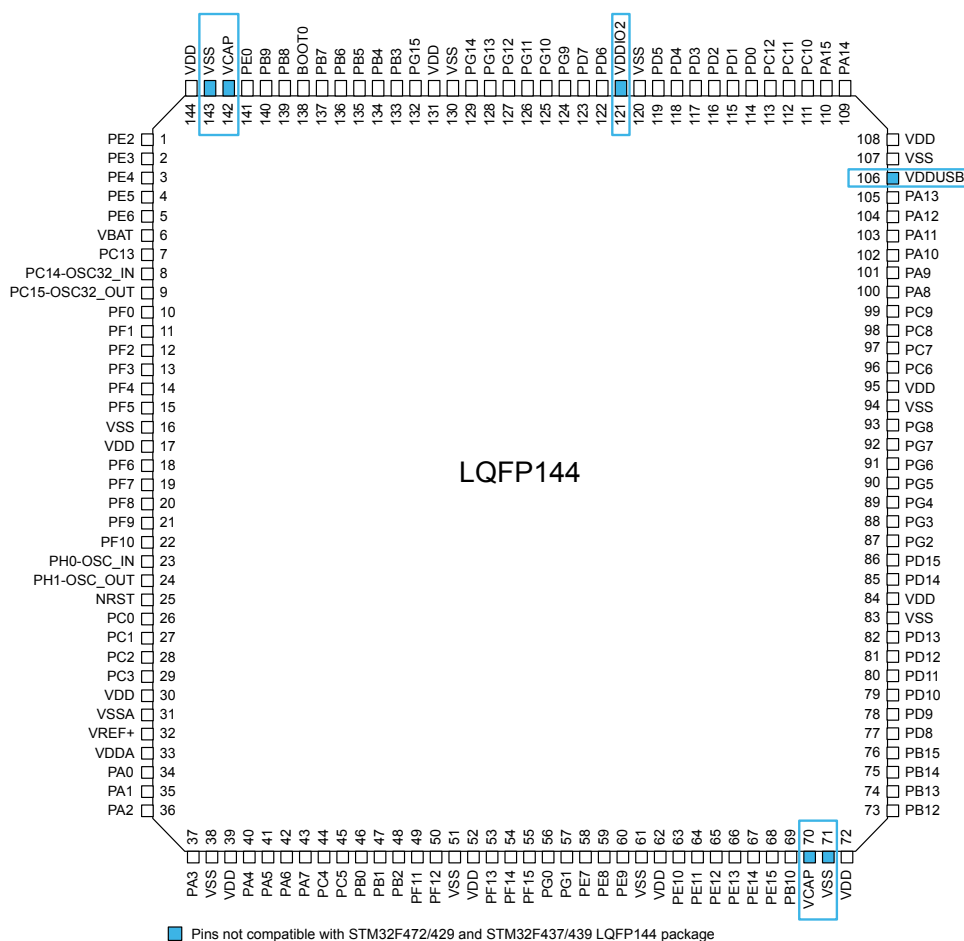 VDD 144
VSS 143
VCAP 142
PE0 141
PB9 140
PB8 139
BOOT0 138
PB7 137
PB6 136
PB5 135
PB4 134
PB3 133
PG15 132
VDD 131
VSS 130
PG14 129
PG13 128
PG12 127
PG11 126
PG10 125
PG9 124
PD7 123
PD6 122
VDDIO2 121
VSS 120
PD5 119
PD4 118
PD3 117
PD2 116
PD1 115
PD0 114
PC12 113
PC11 112
PC10 111
PA15 110
PA14 109
PE2 1
PE3 2
PE4 3
PE5 4
PE6 5
VBAT 6
PC13 7
PC14-OSC32_IN 8
PC15-OSC32_OUT 9
PF0 10
PF1 11
PF2 12
PF3 13
PF4 14
PF5 15
VSS 16
VDD 17
PF6 18
PF7 19
PF8 20
PF9 21
PF10 22
PH0-OSC_IN 23
PH1-OSC_OUT 24
NRST 25
PC0 26
PC1 27
PC2 28
PC3 29
VDD 30
VSSA 31
VREF+ 32
VDDA 33
PA0 34
PA1 35
PA2 36
LQFP144
108 VDD
107 VSS
106 VDDUSB
105 PA13
104 PA12
103 PA11
102 PA10
101 PA9
100 PA8
99 PC9
98 PC8
97 PC7
96 PC6
95 VDD
94 VSS
93 PG8
92 PG7
91 PG6
90 PG5
89 PG4
88 PG3
87 PG2
86 PD15
85 PD14
84 VDD
83 VSS
82 PD13
81 PD12
80 PD11
79 PD10
78 PD9
77 PD8
76 PB15
75 PB14
74 PB13
73 PB12
PA3 37
VSS 38
VDD 39
PA4 40
PA5 41
PA6 42
PA7 43
PC4 44
PC5 45
PB0 46
PB1 47
PB2 48
PF11 49
PF12 50
VSS 51
VDD 52
PF13 53
PF14 54
PF15 55
PG0 56
PG1 57
PE7 58
PE8 59
PE9 60
VSS 61
VDD 62
PE10 63
PE11 64
PE12 65
PE13 66
PE14 67
PE15 68
PB10 69
VCAP 70
VSS 71
VDD 72
Pins not compatible with STM32F472/429 and STM32F437/439 LQFP144 package